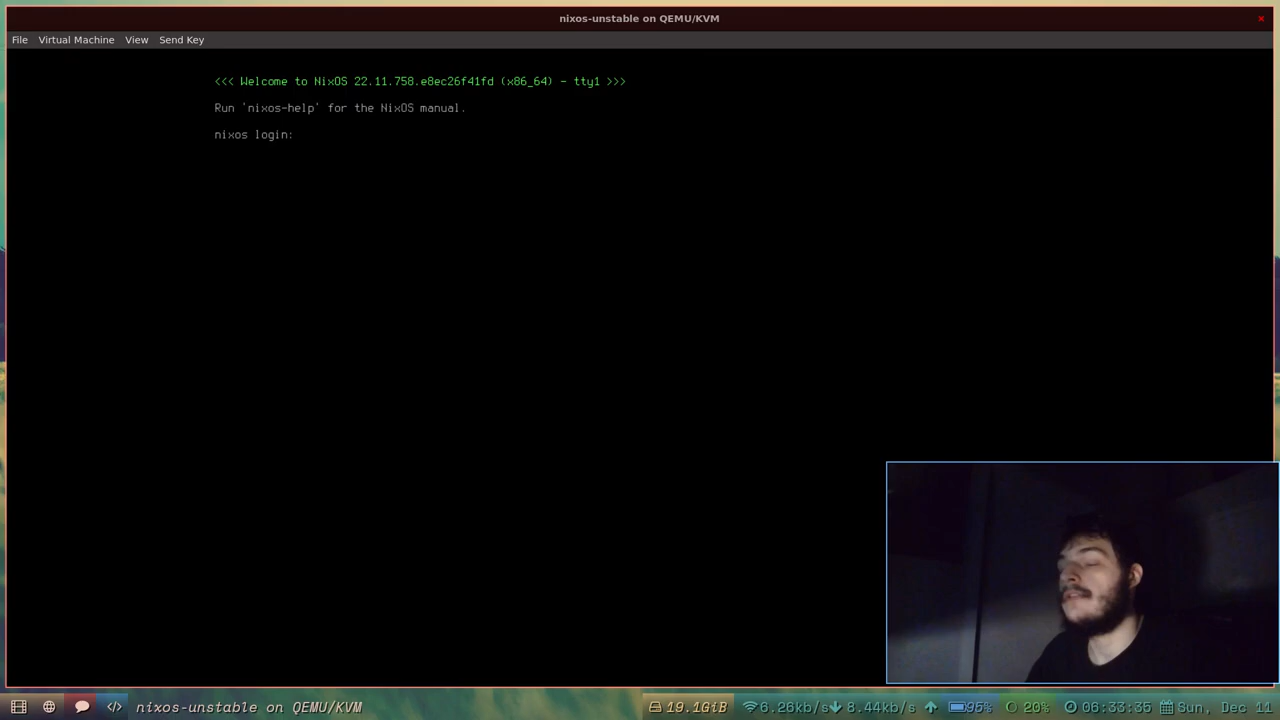 nixos-unstable on QEMU/KVM
×
File Virtual Machine View Send Key
<<< Welcome to NixOS 22.11.758.e8ec26f41fd (x86_64) - tty1 >>>
Run 'nixos-help' for the NixOS manual.
nixos login:
nixos-unstable on QEMU/KVM 19.1GiB 6.26kb/s 8.44kb/s 95% 20% 06:33:35 Sun, Dec 11